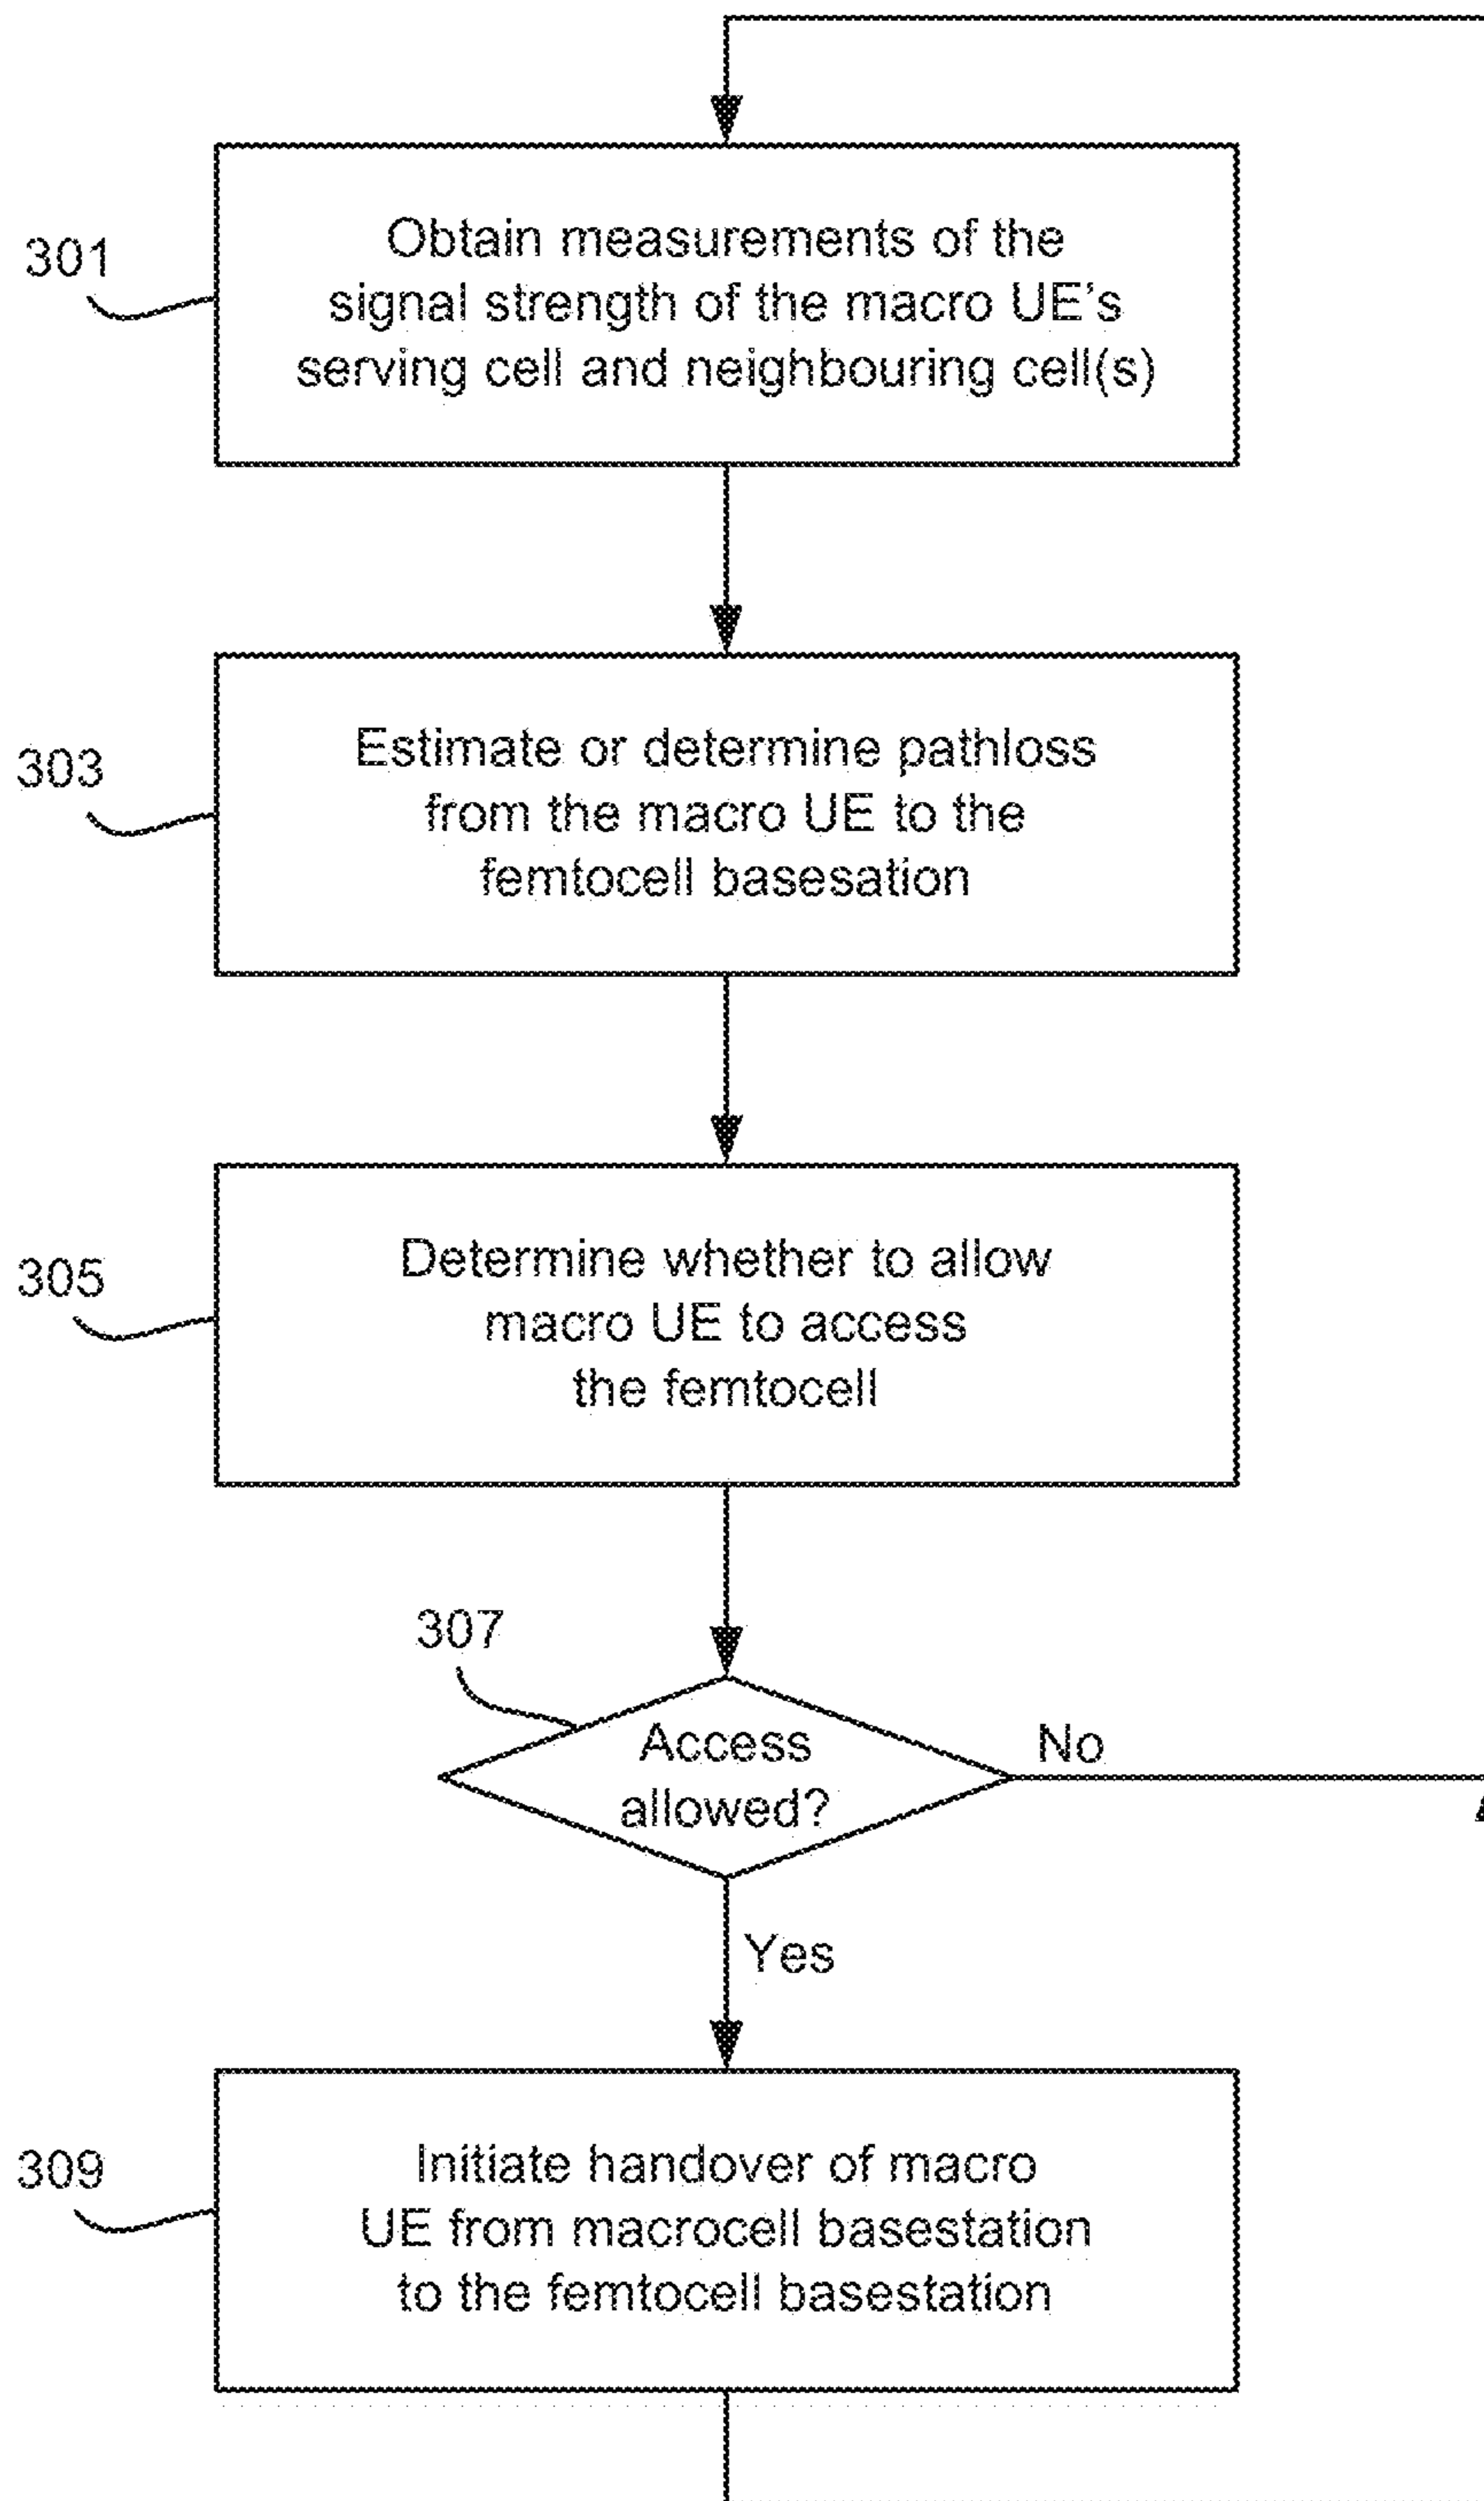 301
Obtain measurements of the
signal strength of the macro UE's
serving cell and neighbouring cell(s)
303
Estimate or determine pathloss
from the macro UE to the
femtocell basesation
305
Determine whether to allow
macro UE to access
the femtocell
307
Access
allowed?
No
Yes
309
Initiate handover of macro
UE from macrocell basestation
to the femtocell basestation